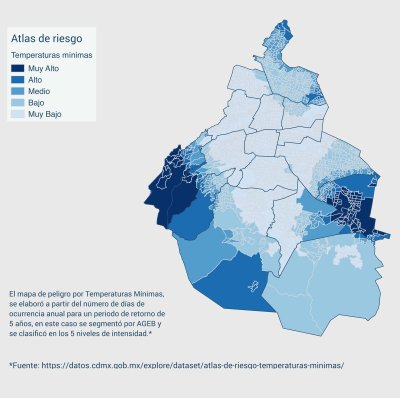 Atlas de riesgo
Temperaturas mínimas
Muy Alto
Alto
Medio
Bajo
Muy Bajo
El mapa de peligro por Temperaturas Mínimas,
se elaboró a partir del número de días de
ocurrencia anual para un periodo de retorno de
5 años, en este caso se segmentó por AGEB y
se clasificó en los 5 niveles de intensidad.*
*Fuente: https://datos.cdmx.gob.mx/explore/dataset/atlas-de-riesgo-temperaturas-minimas/